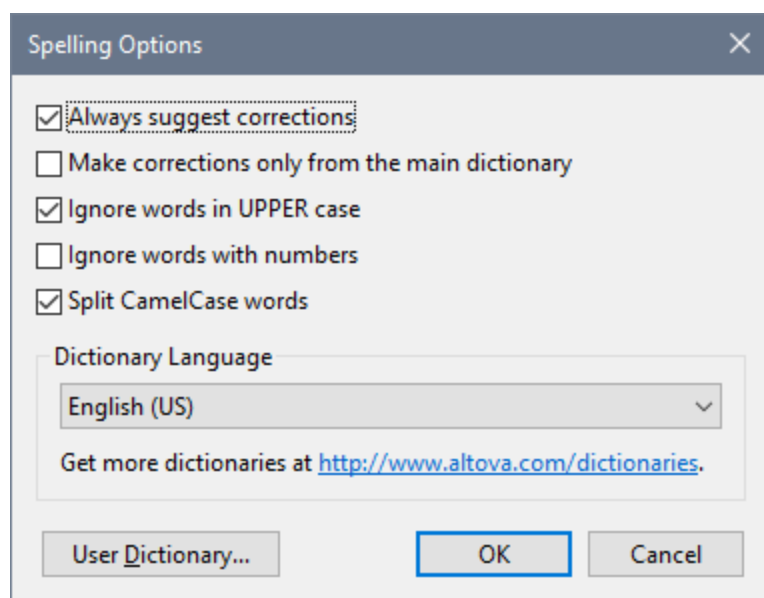 Spelling Options
Always suggest corrections
Make corrections only from the main dictionary
Ignore words in UPPER case
Ignore words with numbers
Split CamelCase words
Dictionary Language
English (US)
Get more dictionaries at http://www.altova.com/dictionaries.
User Dictionary... OK Cancel